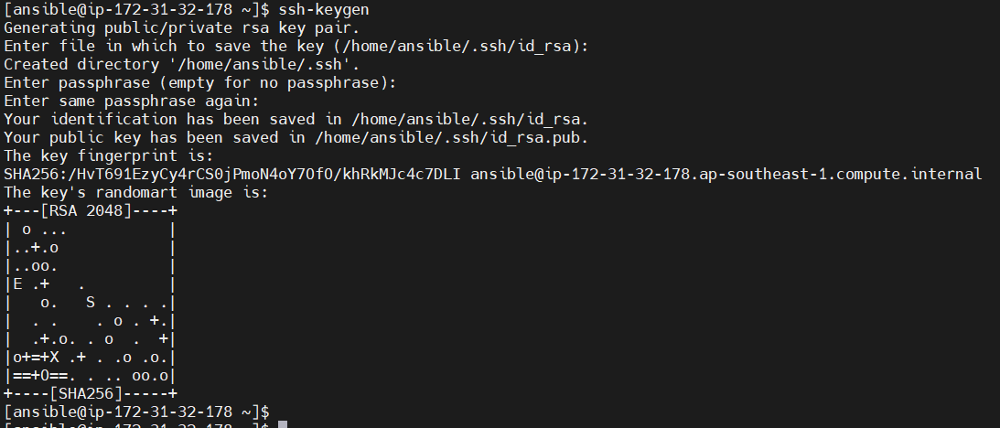 [ansible@ip-172-31-32-178 ~]$ ssh-keygen
Generating public/private rsa key pair.
Enter file in which to save the key (/home/ansible/.ssh/id_rsa):
Created directory '/home/ansible/.ssh'.
Enter passphrase (empty for no passphrase):
Enter same passphrase again:
Your identification has been saved in /home/ansible/.ssh/id_rsa.
Your public key has been saved in /home/ansible/.ssh/id_rsa.pub.
The key fingerprint is:
SHA256:/HvT691EzyCy4rCS0jPmoN4oY7OfO/khRkMJc4c7DLI ansible@ip-172-31-32-178.ap-southeast-1.compute.internal
The key's randomart image is:
+---[RSA 2048]----+
| o ...           |
|..+.o            |
|..oo.            |
|E .+   .         |
|   o.   S . . . .|
|  . .    . o . +.|
|  .+.o. . o  .  +|
|o+=+X .+ . .o .o.|
|==+O==. . .. oo.o|
+----[SHA256]-----+
[ansible@ip-172-31-32-178 ~]$
[ansible@ip-172-31-32-178 ~]$